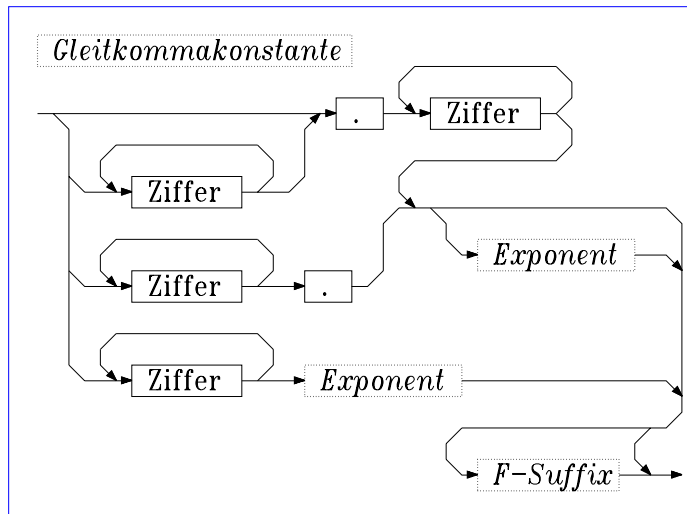 Gleitkommakonstante
. Ziffer
Ziffer
Exponent
Ziffer .
Ziffer Exponent
F-Suffix